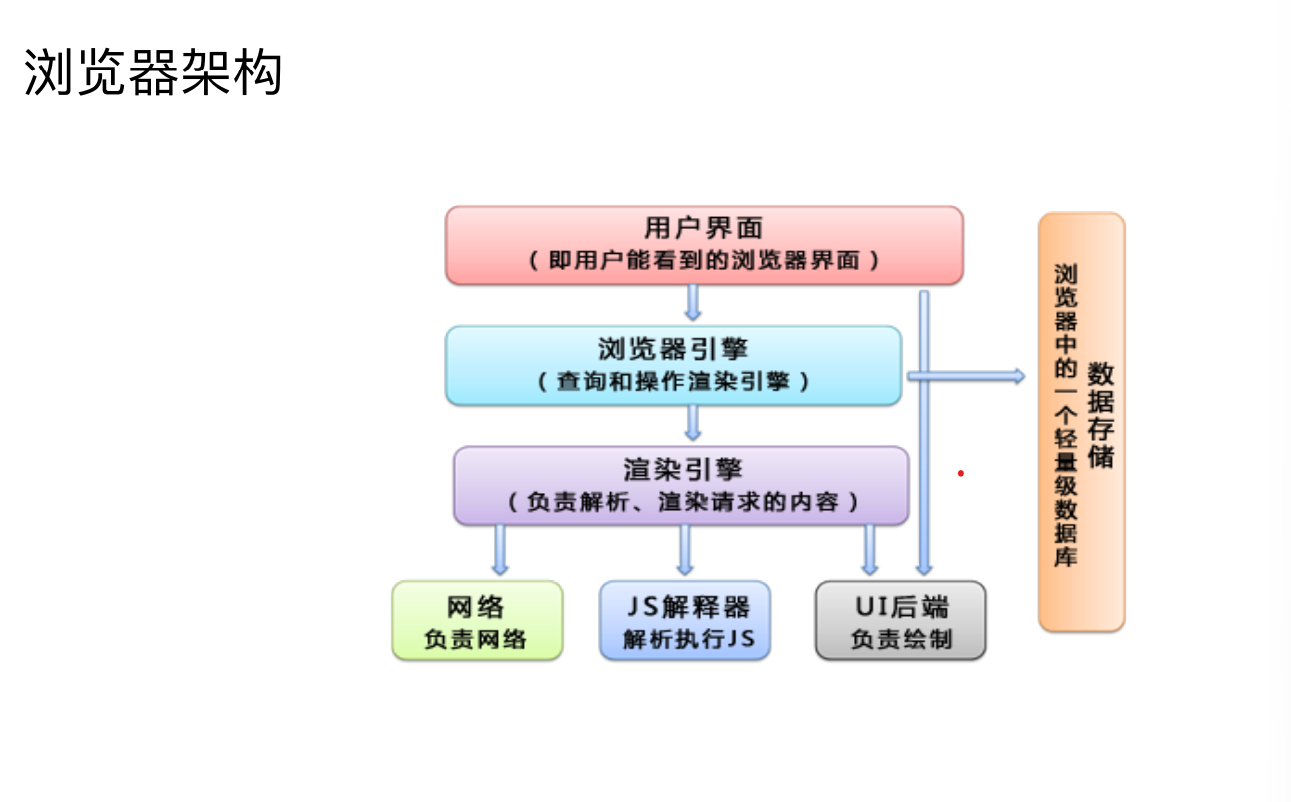 浏览器架构
用户界面
（即用户能看到的浏览器界面）
浏览器引擎
（查询和操作渲染引擎）
渲染引擎
（负责解析、渲染请求的内容）
网络
负责网络
JS解释器
解析执行JS
UI后端
负责绘制
数据存储
浏览器中的一个轻量级数据库